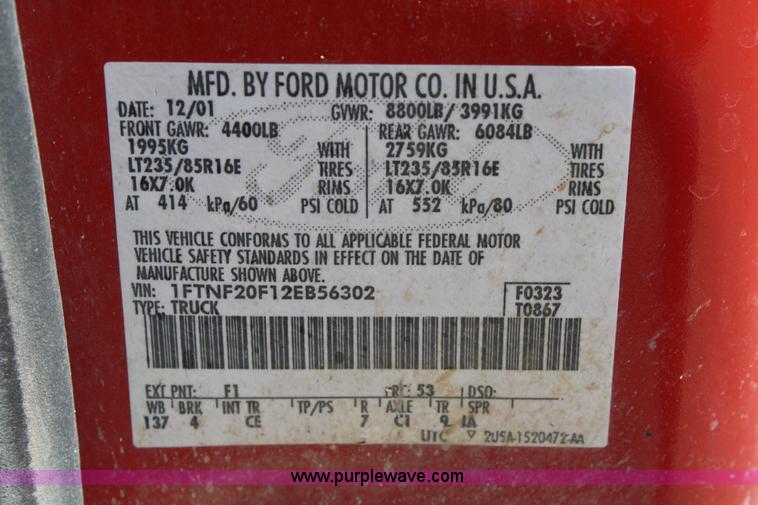 MFD. BY FORD MOTOR CO. IN U.S.A.
DATE: 12/01 GVWR: 8800LB/ 3991KG
FRONT GAWR: 4400LB REAR GAWR: 6084LB
1995KG WITH 2759KG WITH
LT235/85R16E TIRES LT235/85R16E TIRES
16X7.0K RIMS 16X7.0K RIMS
AT 414 kPa/60 PSI COLD AT 552 kPa/80 PSI COLD
THIS VEHICLE CONFORMS TO ALL APPLICABLE FEDERAL MOTOR
VEHICLE SAFETY STANDARDS IN EFFECT ON THE DATE OF
MANUFACTURE SHOWN ABOVE.
VIN: 1FTNF20F12EB56302 F0323
TYPE: TRUCK T0867
EXT PNT: F1 RC: 53 DSO:
WB BRK INT TR TP/PS R AXLE TR SPR
137 4 CE 7 C1 9 IA
UTC ▽ 2USA-1520472-AA
www.purplewave.com